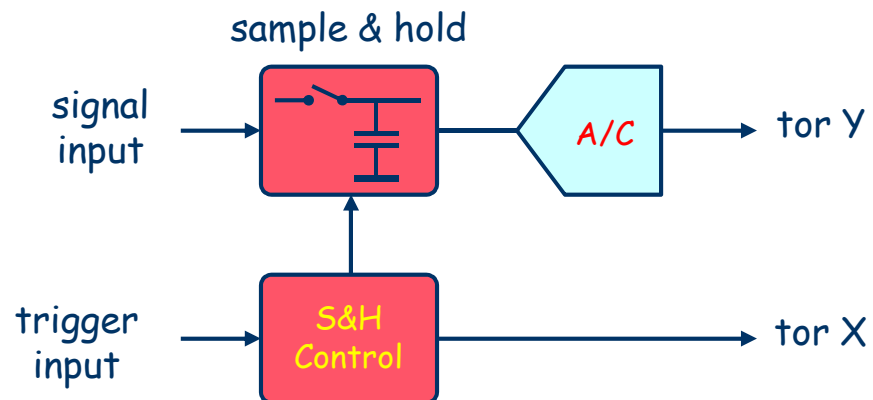 sample & hold
signal
input
A/C
tor Y
trigger
input
S&H
Control
tor X